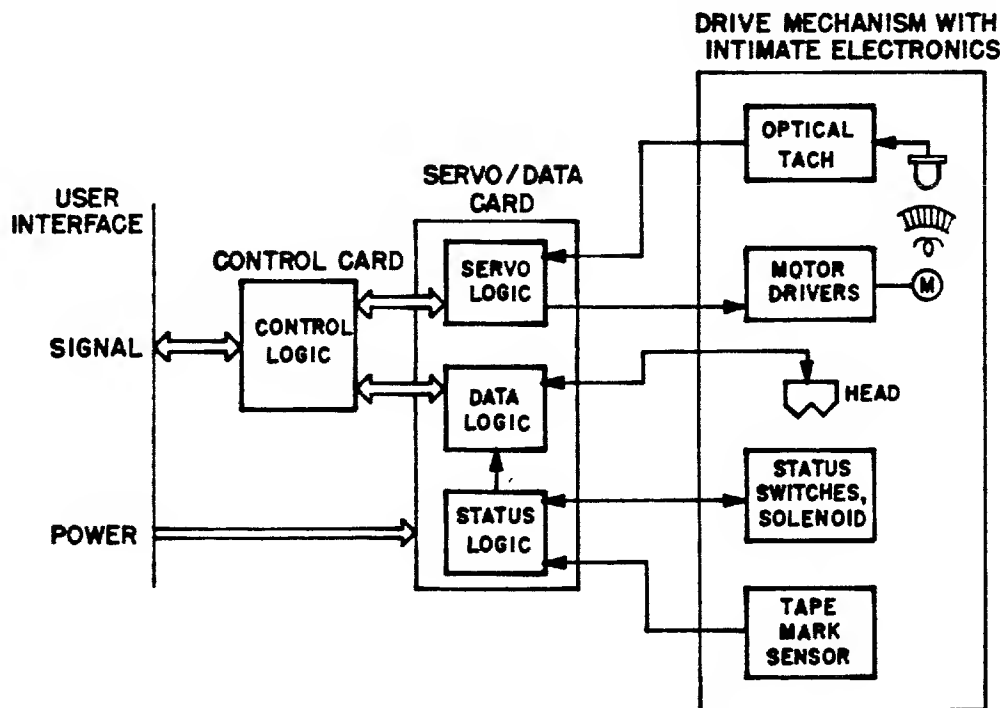 DRIVE MECHANISM WITH
INTIMATE ELECTRONICS
OPTICAL
TACH
SERVO/DATA
CARD
USER
INTERFACE
CONTROL CARD
SERVO
LOGIC
MOTOR
DRIVERS
M
SIGNAL
CONTROL
LOGIC
DATA
LOGIC
HEAD
STATUS
SWITCHES,
SOLENOID
POWER
STATUS
LOGIC
TAPE
MARK
SENSOR